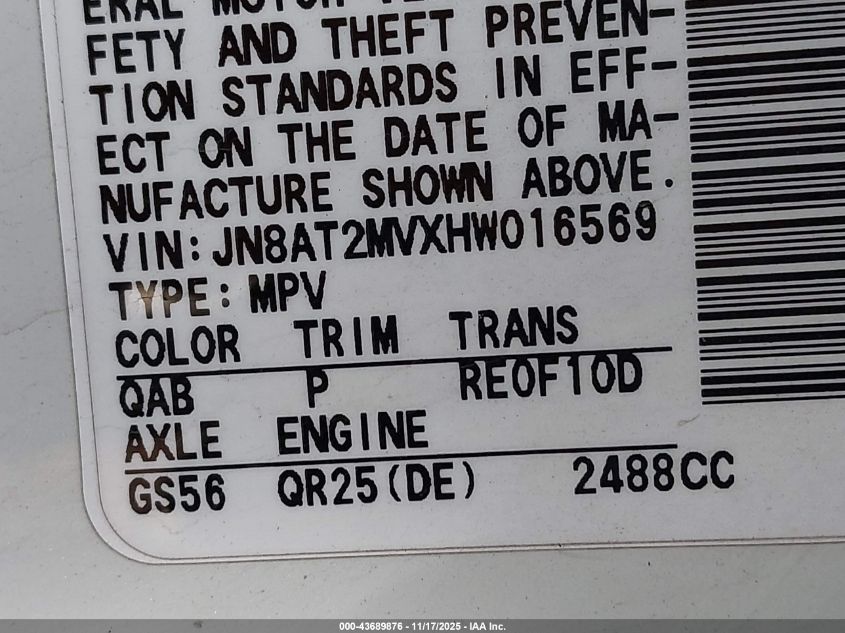 ERAL MOTOR
FETY AND THEFT PREVEN-
TION STANDARDS IN EFF-
ECT ON THE DATE OF MA-
NUFACTURE SHOWN ABOVE.
VIN: JN8AT2MVXHW016569
TYPE: MPV
COLOR TRIM TRANS
QAB P RE0F10D
AXLE ENGINE
GS56 QR25(DE) 2488CC
000-43689876 - 11/17/2025 - IAA Inc.